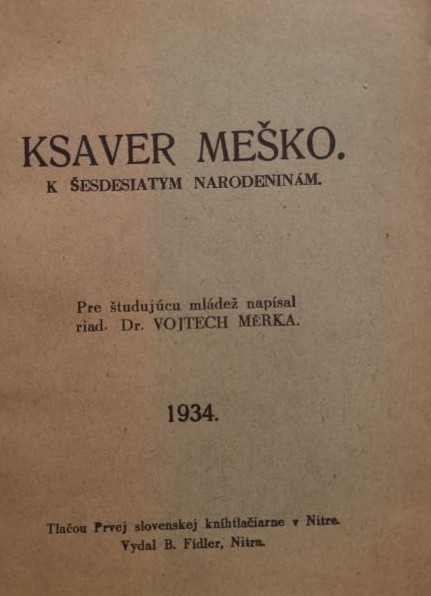 KSAVER MEŠKO.
K ŠESDESIATYM NARODENINÁM.
Pre študujúcu mládež napísal
riad. Dr. VOJTECH MĚRKA.
1934.
Tlačou Prvej slovenskej kníhtlačiarne v Nitre.
Vydal B. Fídler, Nitra.